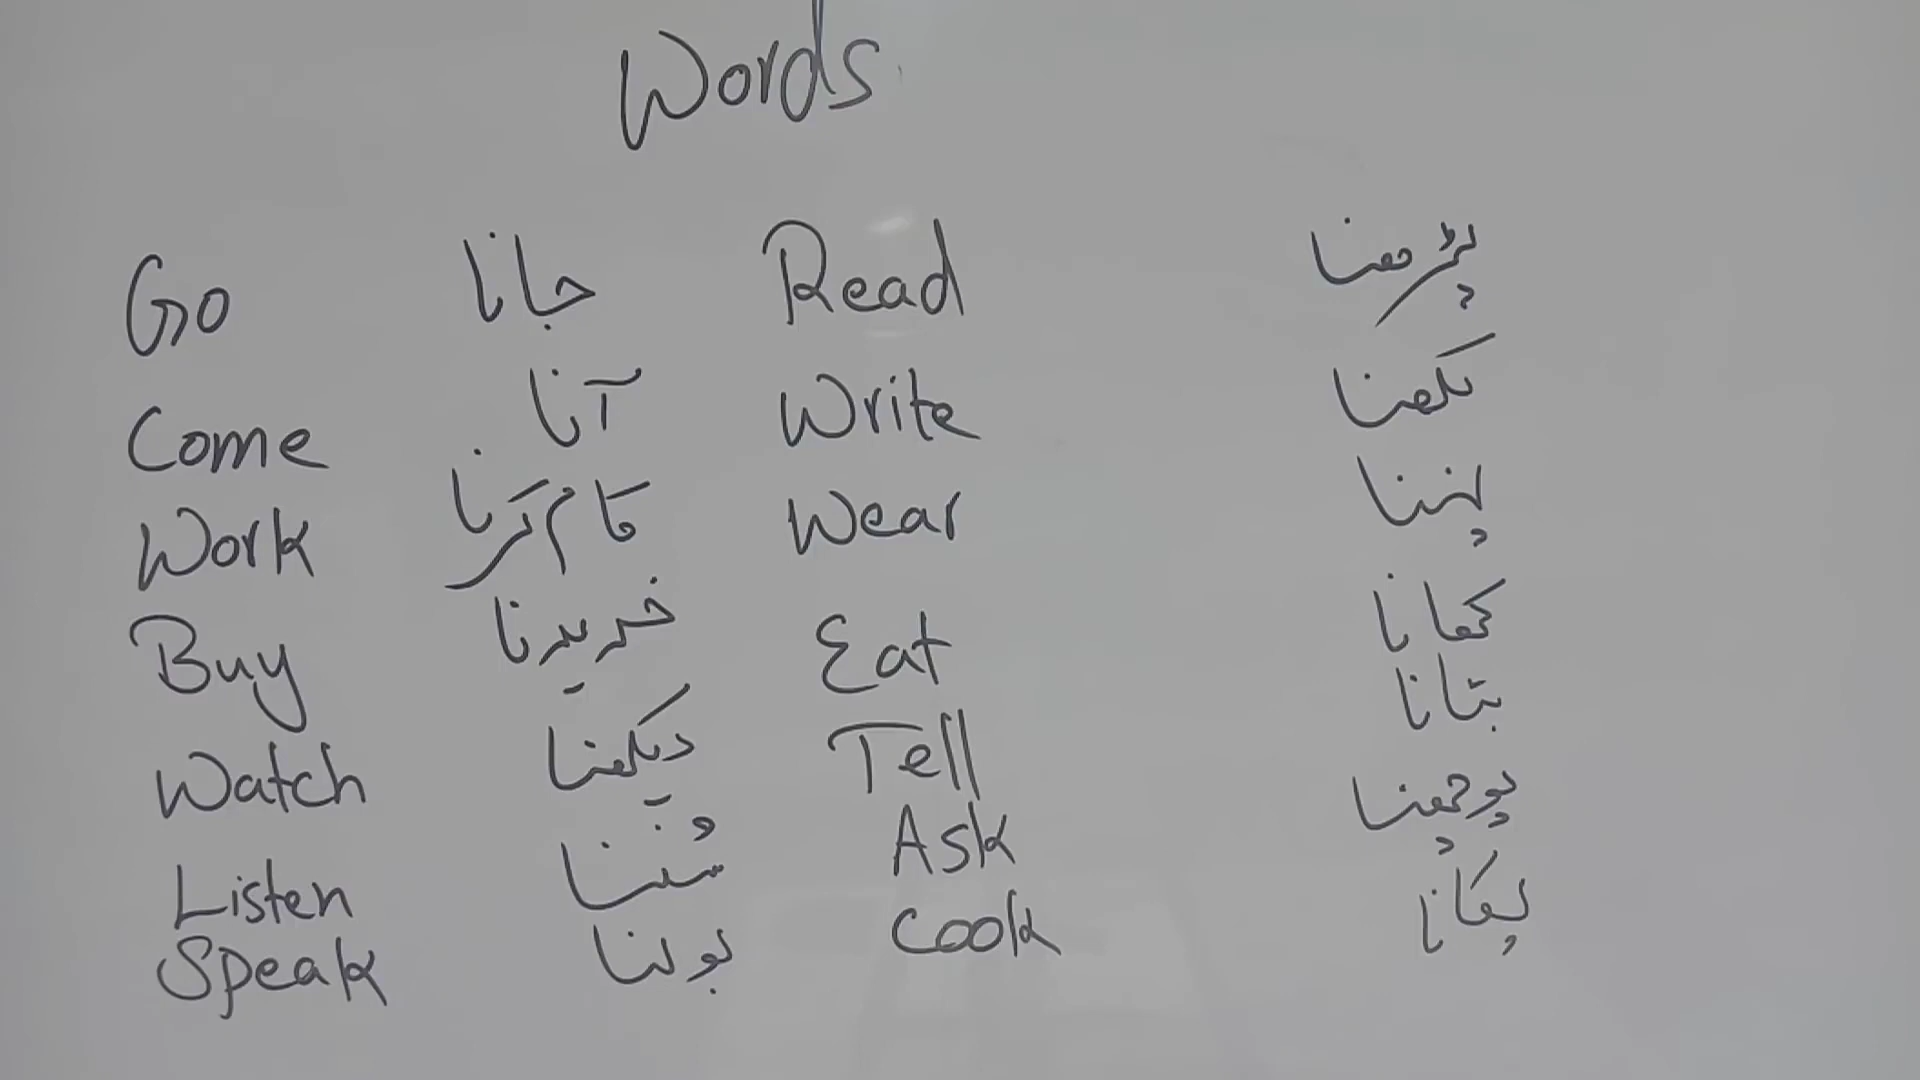 Words
Go جانا Read پڑھنا
Come آنا Write لکھنا
Work کام کرنا Wear پہننا
Buy خریدنا Eat کھانا
Watch دیکھنا Tell بتانا
Listen سُننا Ask پوچھنا
Speak بولنا Cook پکانا